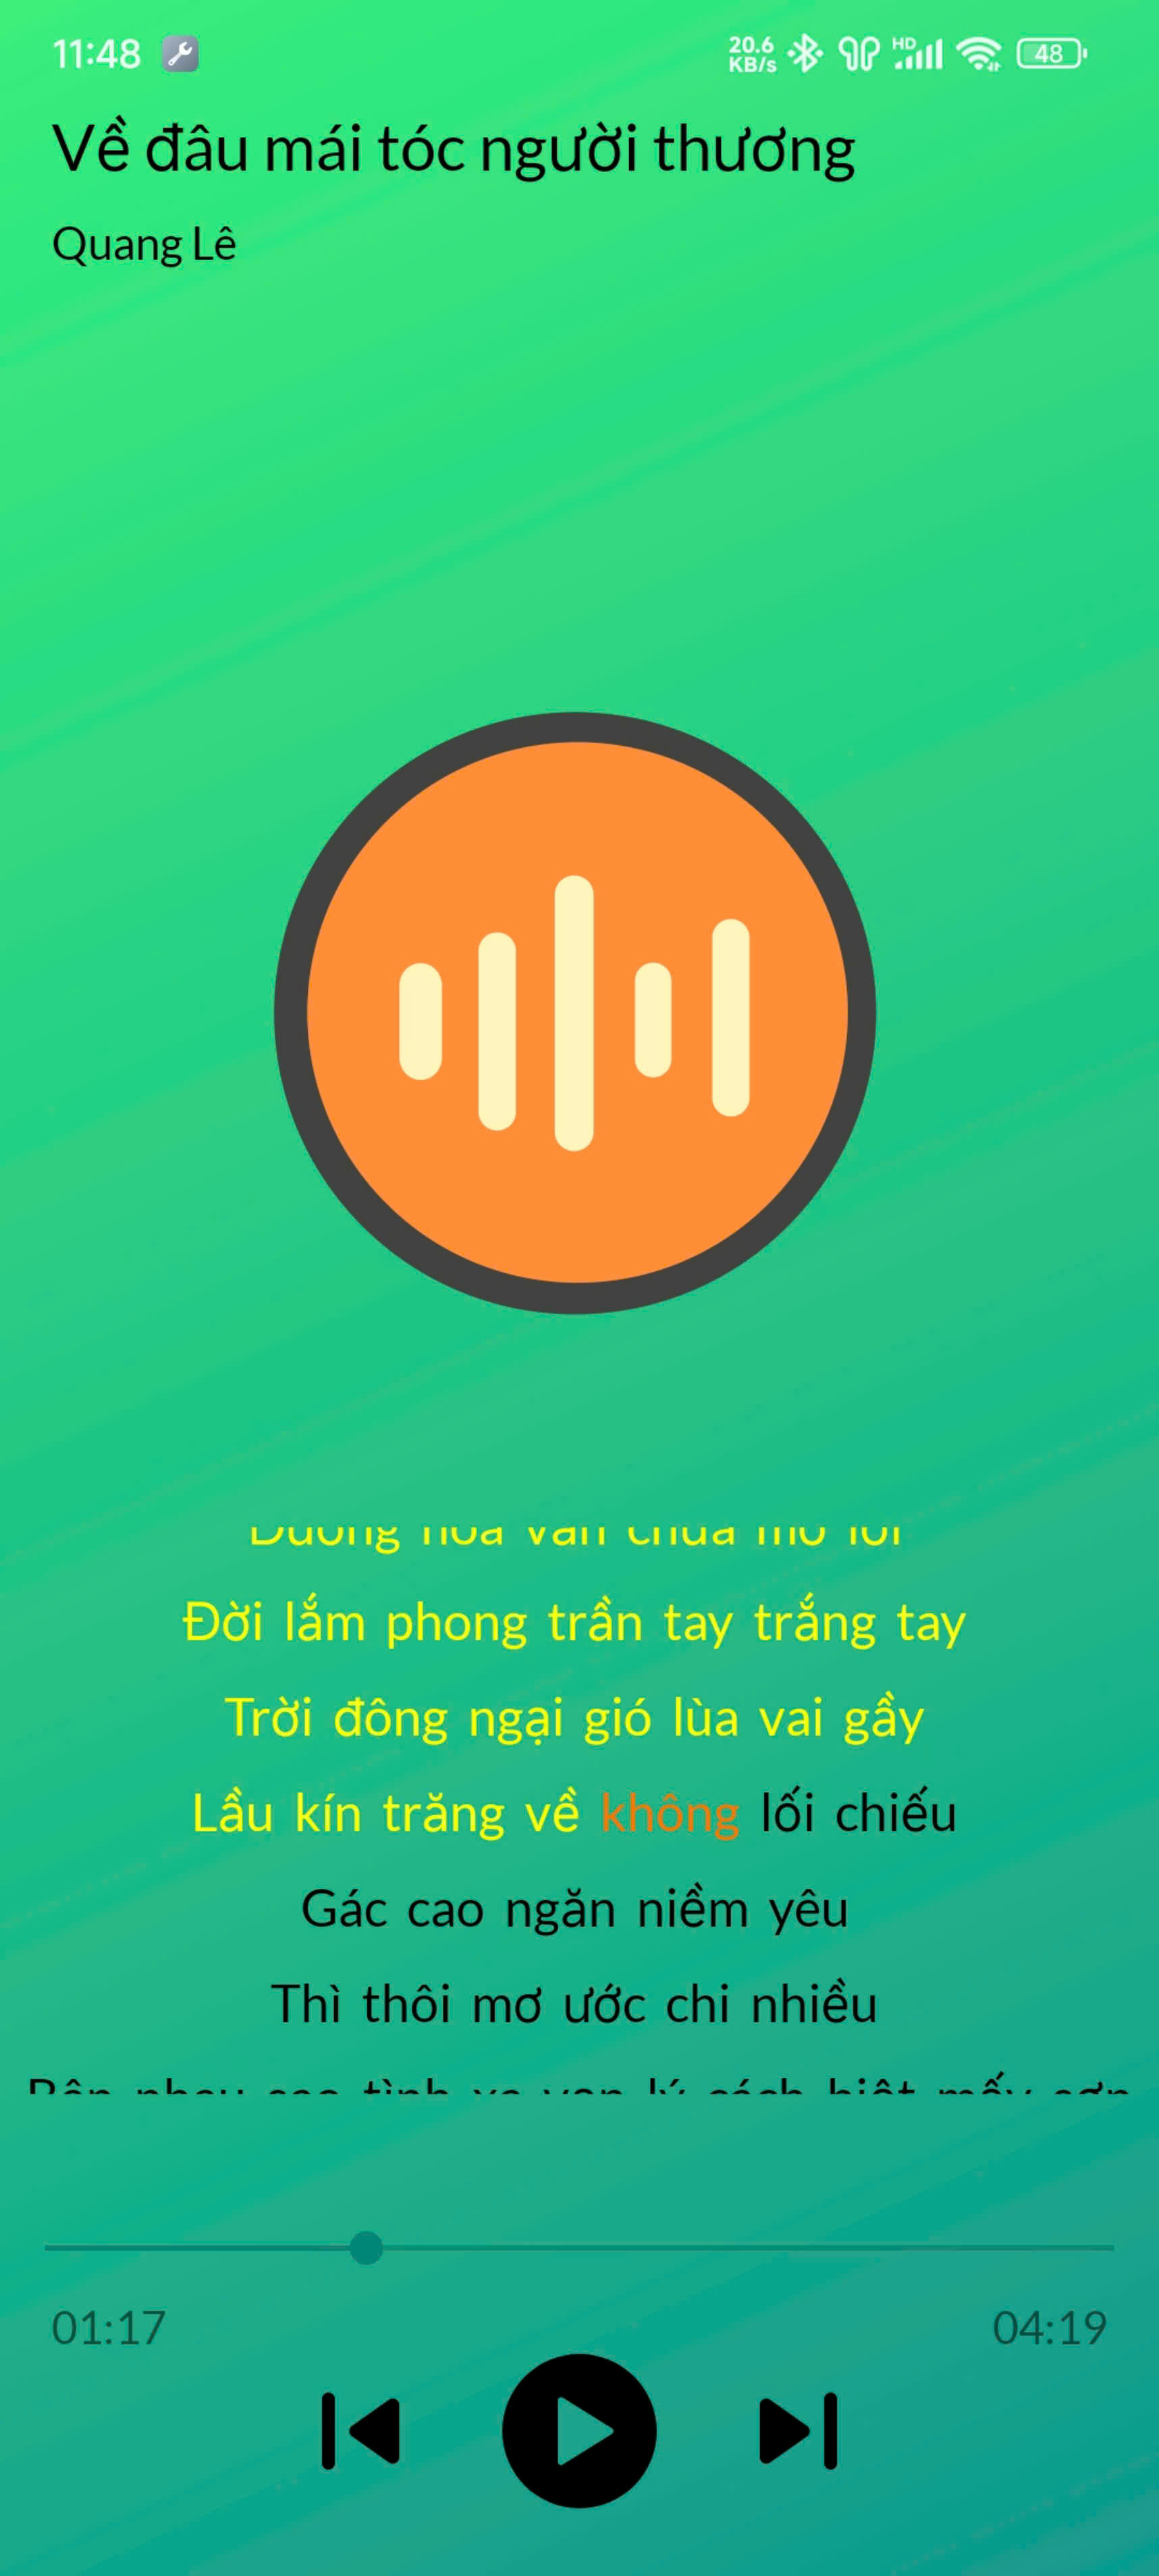 11:48
20.6
KB/s
HD
48
Về đâu mái tóc người thương
Quang Lê
Đời lắm phong trần tay trắng tay
Trời đông ngại gió lùa vai gầy
Lầu kín trăng về không lối chiếu
Gác cao ngăn niềm yêu
Thì thôi mơ ước chi nhiều
01:17
04:19